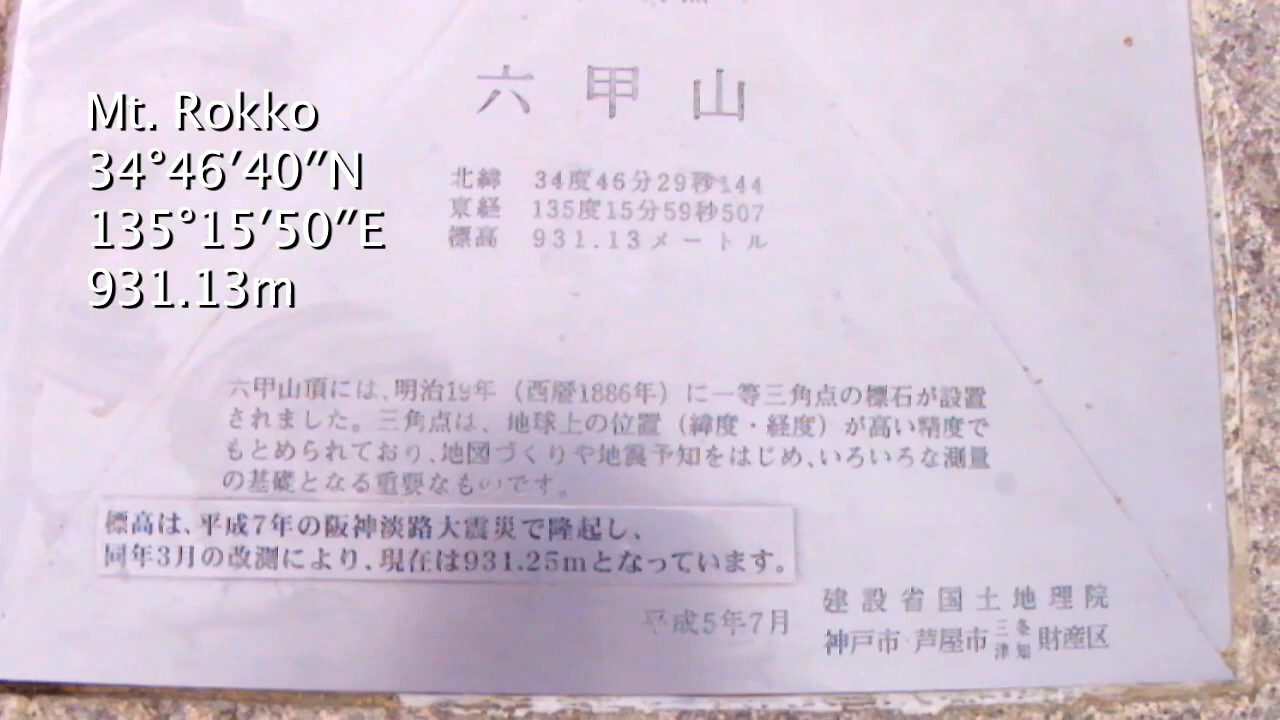 Mt. Rokko
34°46′40″N
135°15′50″E
931.13m
六甲山
北緯 34度46分29秒144
東経 135度15分59秒507
標高 931.13メートル
六甲山頂には、明治19年（西暦1886年）に一等三角点の標石が設置
されました。三角点は、地球上の位置（緯度・経度）が高い精度で
もとめられており、地図づくりや地震予知をはじめ、いろいろな測量
の基礎となる重要なものです。
標高は、平成7年の阪神淡路大震災で隆起し、
同年3月の改測により、現在は931.25mとなっています。
平成5年7月
建設省国土地理院
神戸市・芦屋市三条津知財産区